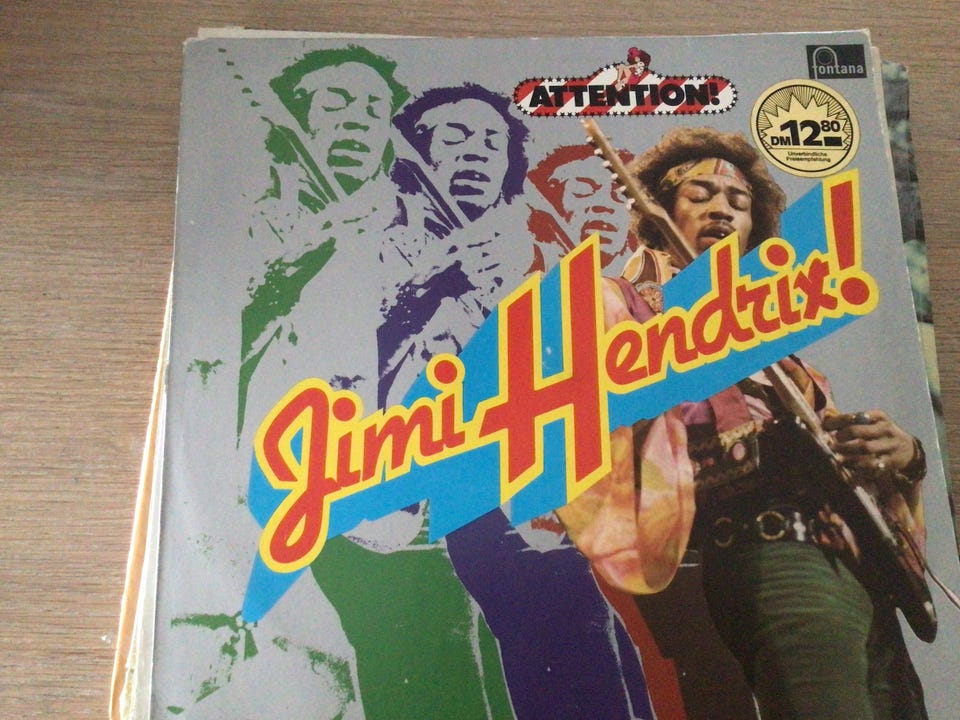 fontana
ATTENTION!
DM 12.80
Unverbindliche
Preisempfehlung
Jimi Hendrix!